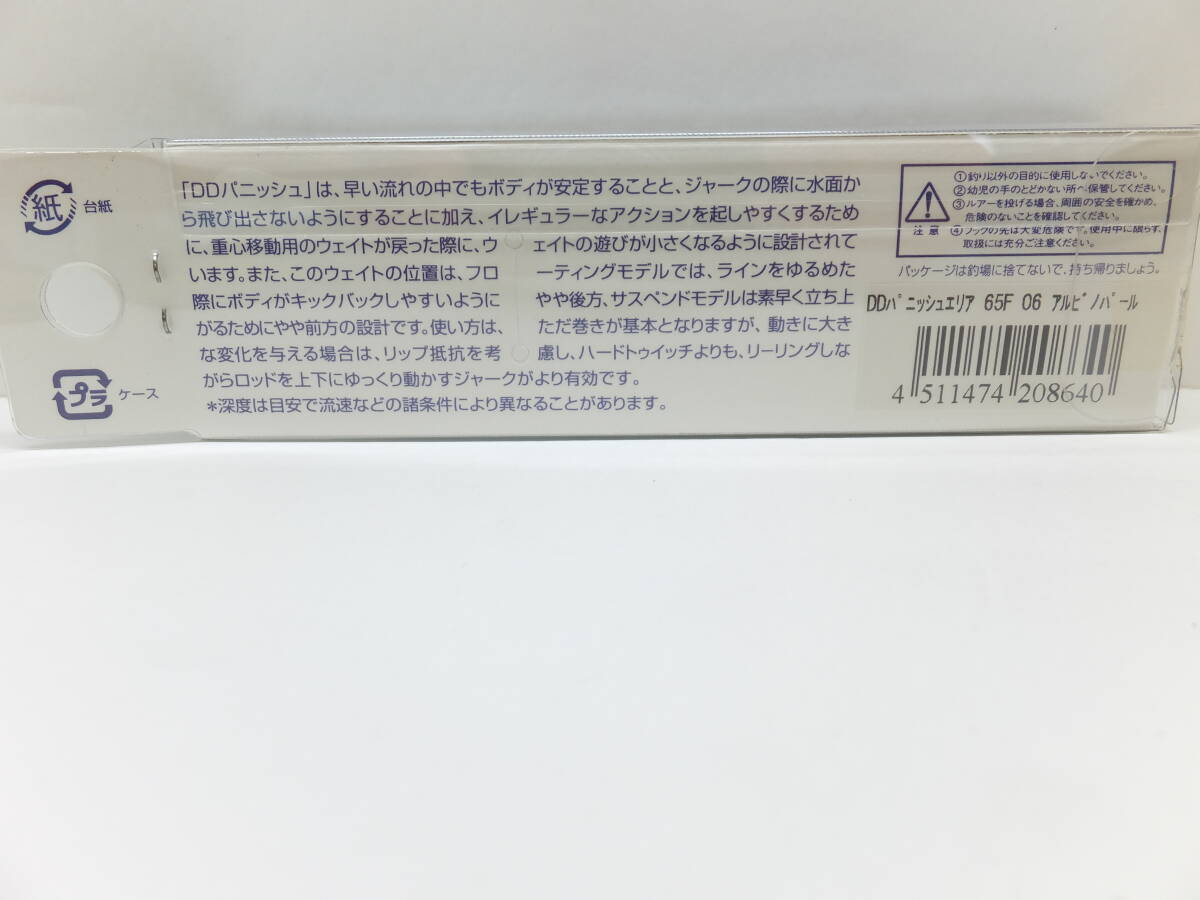 紙
台紙
プラ
ケース
「DDパニッシュ」は、早い流れの中でもボディが安定することと、ジャークの際に水面か
ら飛び出さないようにすることに加え、イレギュラーなアクションを起しやすくするため
に、重心移動用のウェイトが戻った際に、ウェイトの遊びが小さくなるように設計されて
います。また、このウェイトの位置は、フローティングモデルでは、ラインをゆるめた
際にボディがキックバックしやすいようにやや後方、サスペンドモデルは素早く立ち上
がるためにやや前方の設計です。使い方は、ただ巻きが基本となりますが、動きに大き
な変化を与える場合は、リップ抵抗を考慮し、ハードトゥイッチよりも、リーリングしな
がらロッドを上下にゆっくり動かすジャークがより有効です。
*深度は目安で流速などの諸条件により異なることがあります。
注意
①釣り以外の目的に使用しないでください。
②幼児の手のとどかない所へ保管してください。
③ルアーを投げる場合、周囲の安全を確かめ、
危険のないことを確認してください。
④フックの先は大変危険です。使用中に限らず、
取扱には充分ご注意ください。
パッケージは釣場に捨てないで、持ち帰りましょう。
DDパニッシュエリア 65F 06 アルビノパール
4 511474 208640